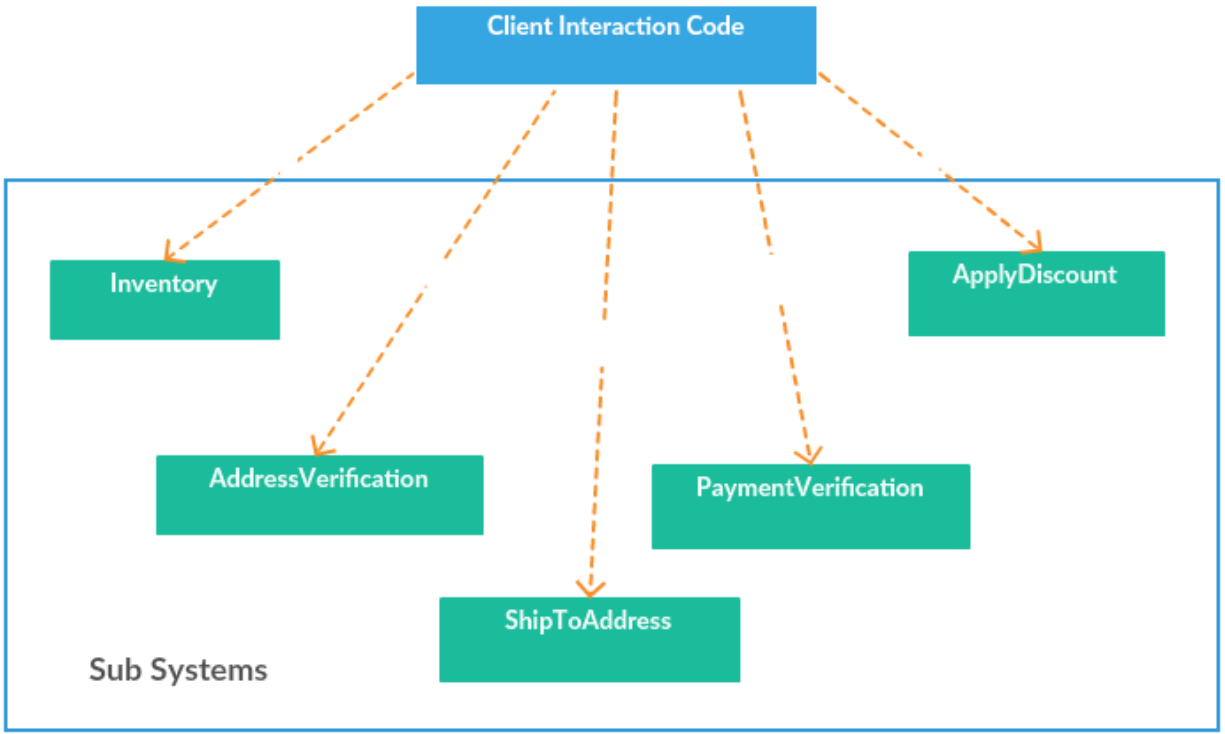 Client Interaction Code
Inventory
ApplyDiscount
AddressVerification
PaymentVerification
ShipToAddress
Sub Systems